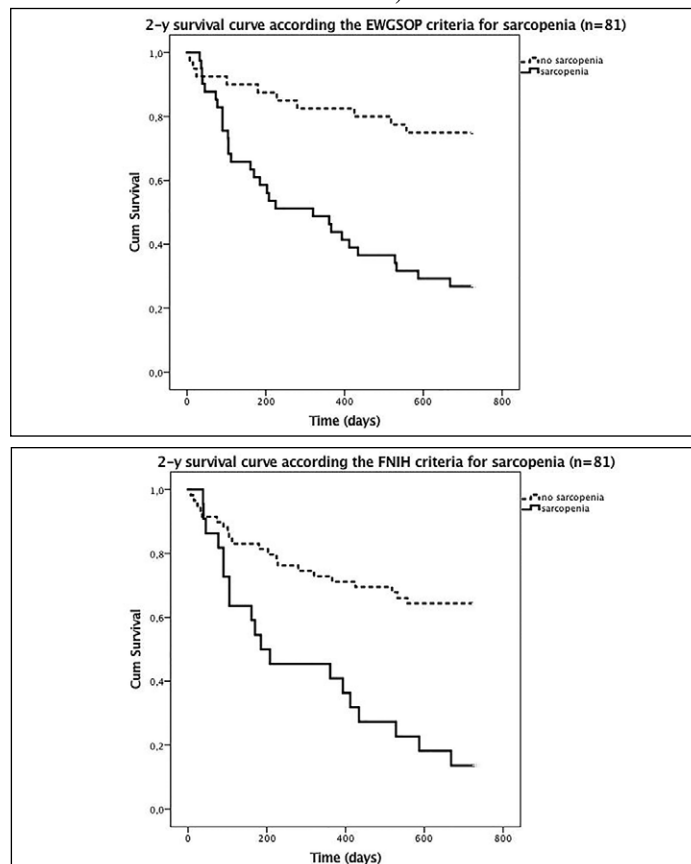 2-y survival curve according the EWGSOP criteria for sarcopenia (n=81)
no sarcopenia
sarcopenia
1,0
0,8
0,6
0,4
0,2
0,0
Cum Survival
0 200 400 600 800
Time (days)
2-y survival curve according the FNIH criteria for sarcopenia (n=81)
no sarcopenia
sarcopenia
1,0
0,8
0,6
0,4
0,2
0,0
Cum Survival
0 200 400 600 800
Time (days)